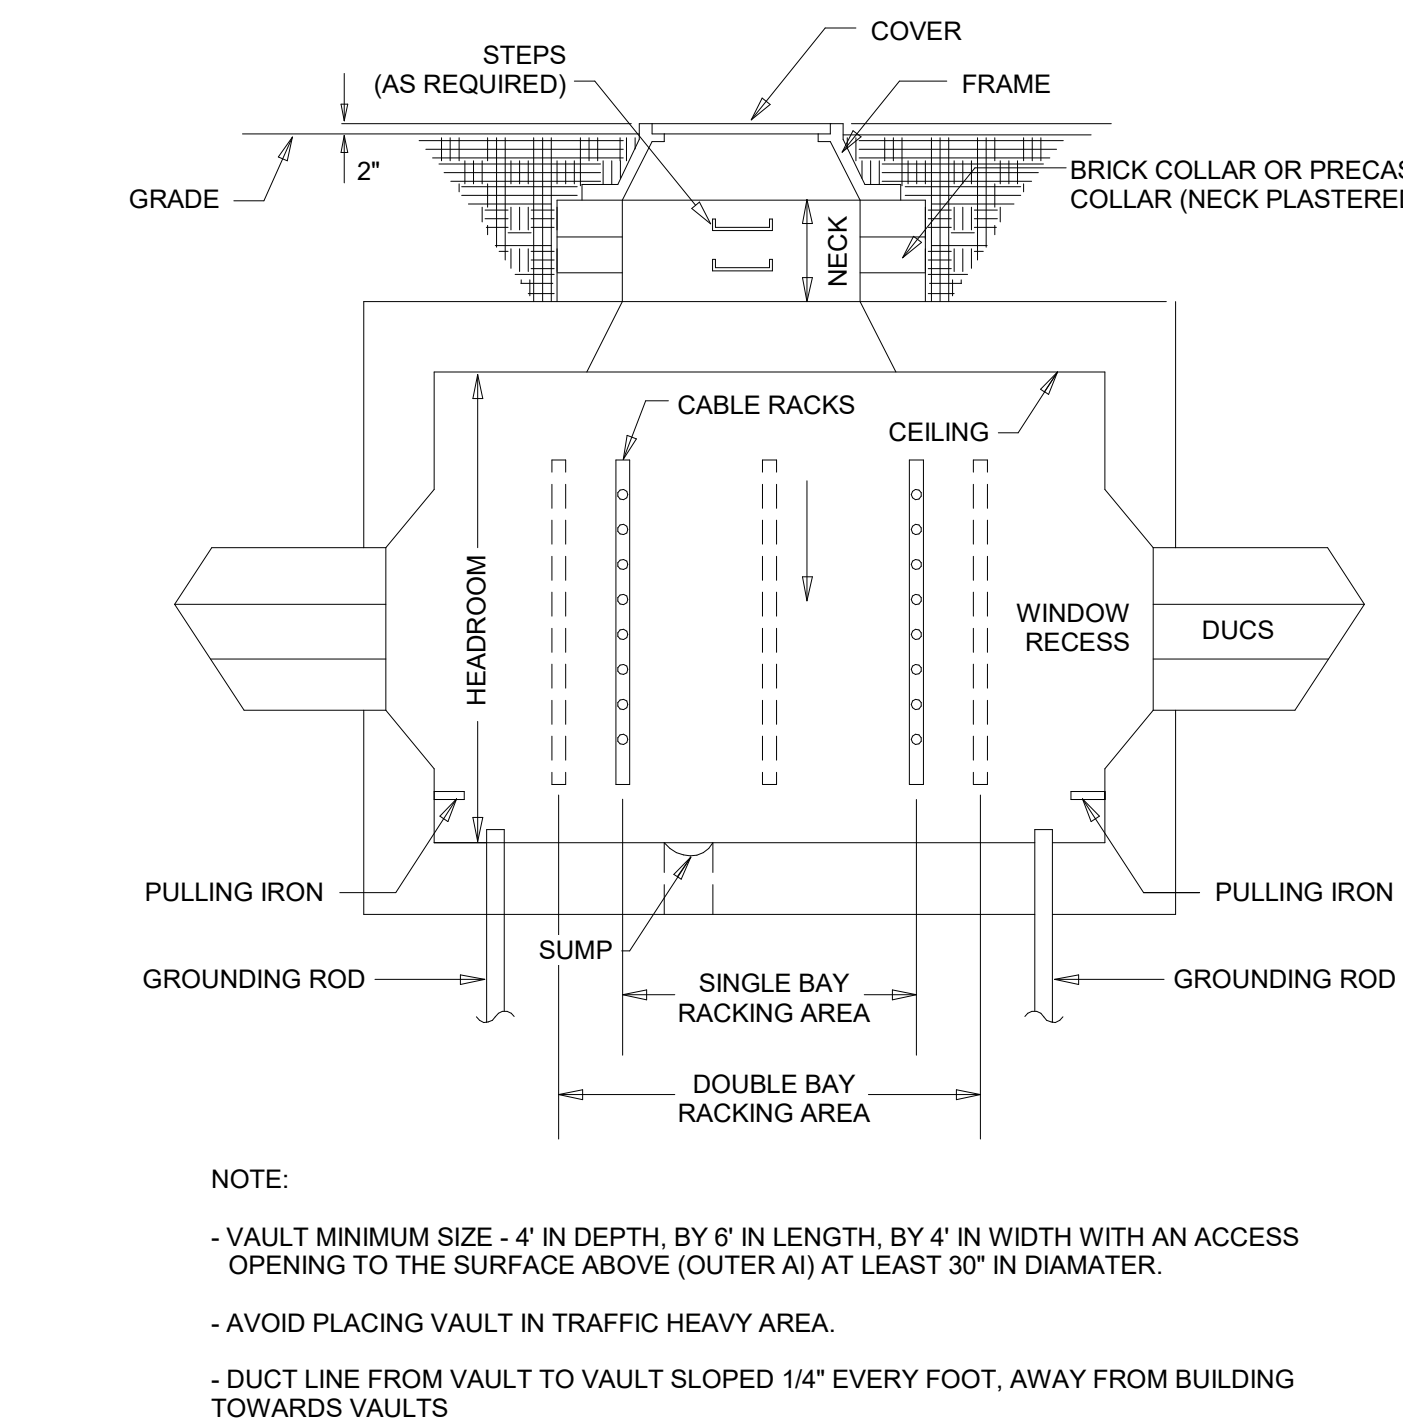 COVER
STEPS
(AS REQUIRED)
FRAME
2"
GRADE
BRICK COLLAR OR
COLLAR (NECK
NECK
CABLE RACKS
CEILING
HEADROOM
WINDOW
RECESS
DUCS
PULLING IRON
PULLING IRON
SUMP
GROUNDING ROD
SINGLE BAY
RACKING AREA
GROUNDING ROD
DOUBLE BAY
RACKING AREA
NOTE:
- VAULT MINIMUM SIZE - 4' IN DEPTH, BY 6' IN LENGTH, BY 4' IN WIDTH WITH AN ACCESS
OPENING TO THE SURFACE ABOVE (OUTER AI) AT LEAST 30" IN DIAMATER.
- AVOID PLACING VAULT IN TRAFFIC HEAVY AREA.
- DUCT LINE FROM VAULT TO VAULT SLOPED 1/4" EVERY FOOT, AWAY FROM BUILDING
TOWARDS VAULTS